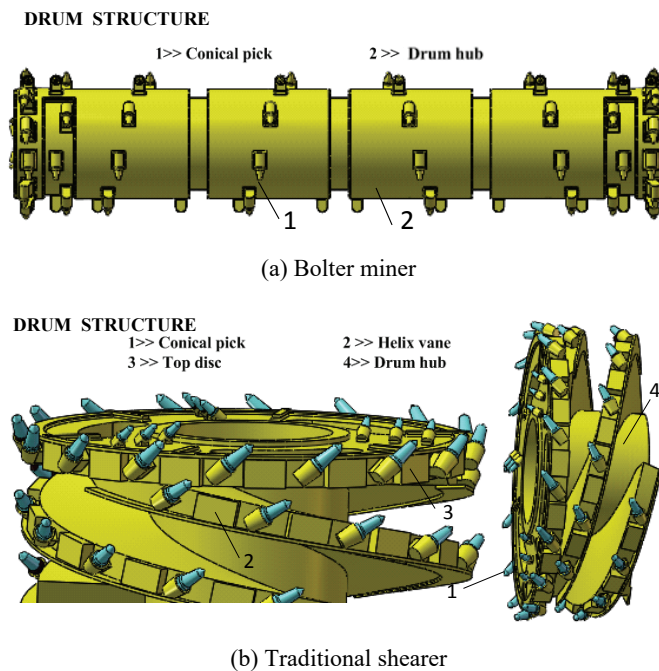 DRUM STRUCTURE
1>> Conical pick 2 >> Drum hub
1 2
(a) Bolter miner
DRUM STRUCTURE
1>> Conical pick 2 >> Helix vane
3 >> Top disc 4>> Drum hub
4
3
2
1
(b) Traditional shearer